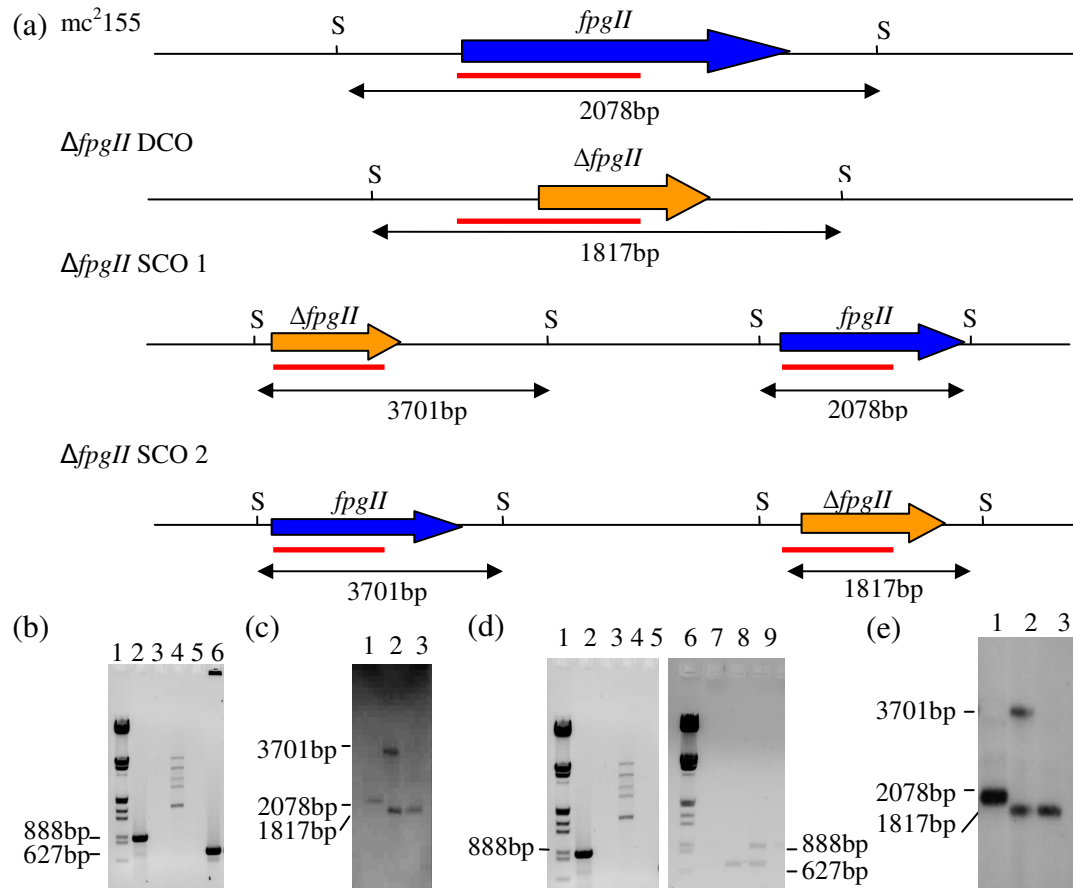 (a) mc²155
S fpgII S
2078bp
ΔfpgII DCO
S ΔfpgII S
1817bp
ΔfpgII SCO 1
S ΔfpgII S S fpgII S
3701bp 2078bp
ΔfpgII SCO 2
S fpgII S S ΔfpgII S
3701bp 1817bp
(b) 1 2 3 4 5 6
888bp
627bp
(c) 1 2 3
3701bp
2078bp
1817bp
(d) 1 2 3 4 5 6 7 8 9
888bp
888bp
627bp
(e) 1 2 3
3701bp
2078bp
1817bp